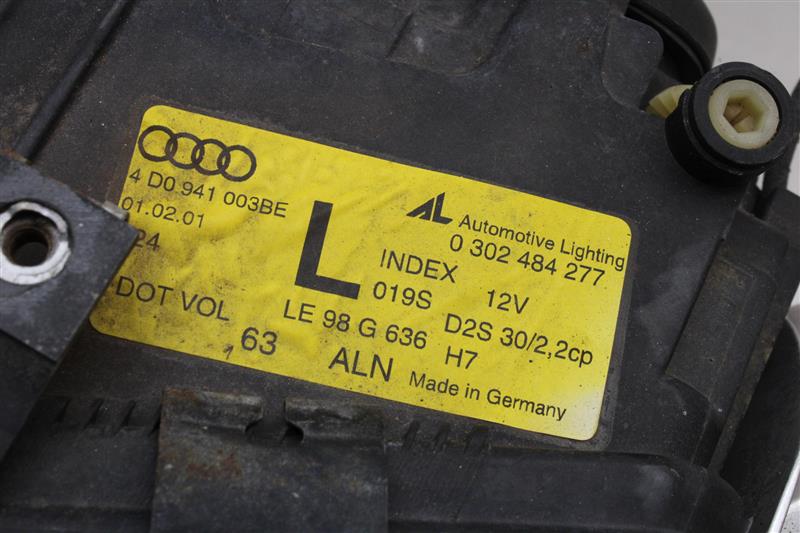 4 D0 941 003BE
01.02.01
24
L
AL Automotive Lighting
0 302 484 277
INDEX 12V
019S D2S 30/2,2cp
DOT VOL LE 98 G 636 H7
,63 ALN Made in Germany